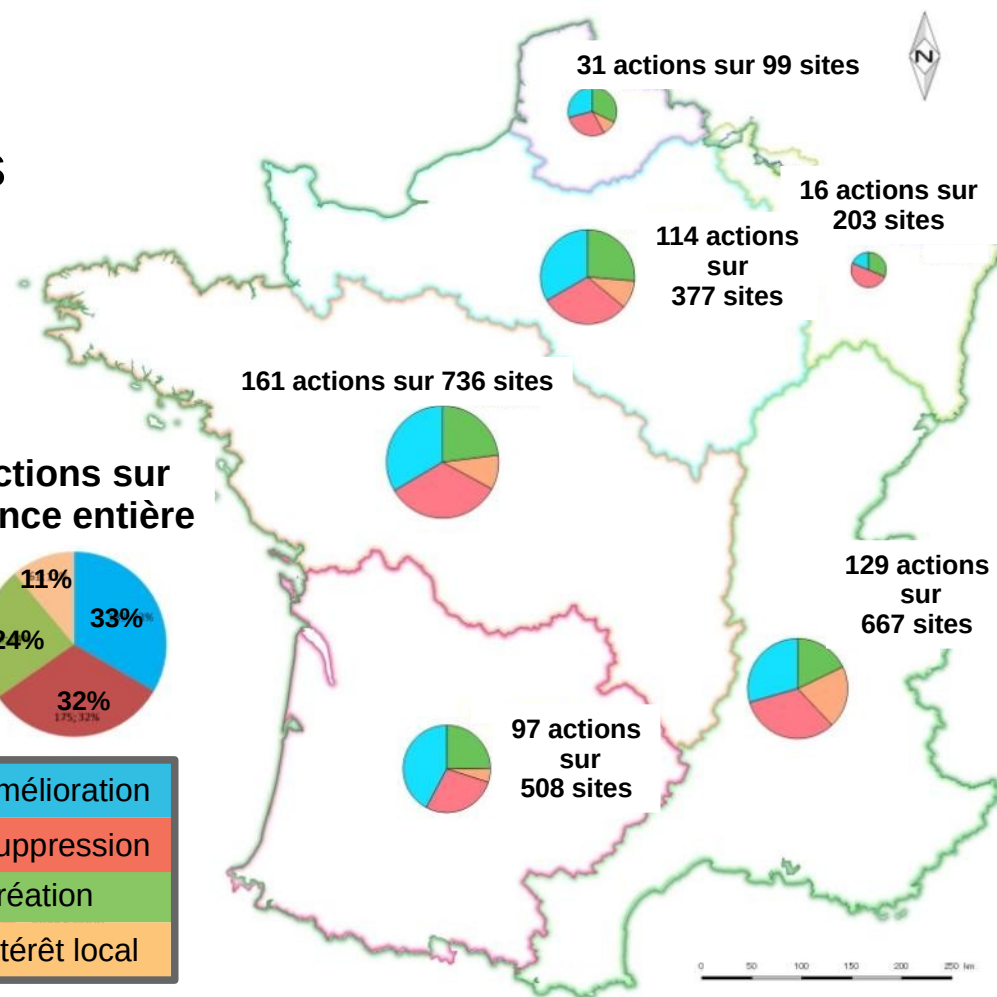 31 actions sur 99 sites
N
s
16 actions sur
203 sites
114 actions
sur
377 sites
161 actions sur 736 sites
ctions sur
nce entière
11%
33%
24%
32%
175; 32%
129 actions
sur
667 sites
97 actions
sur
508 sites
mélioration
uppression
réation
térêt local
0 50 100 150 200 250 km